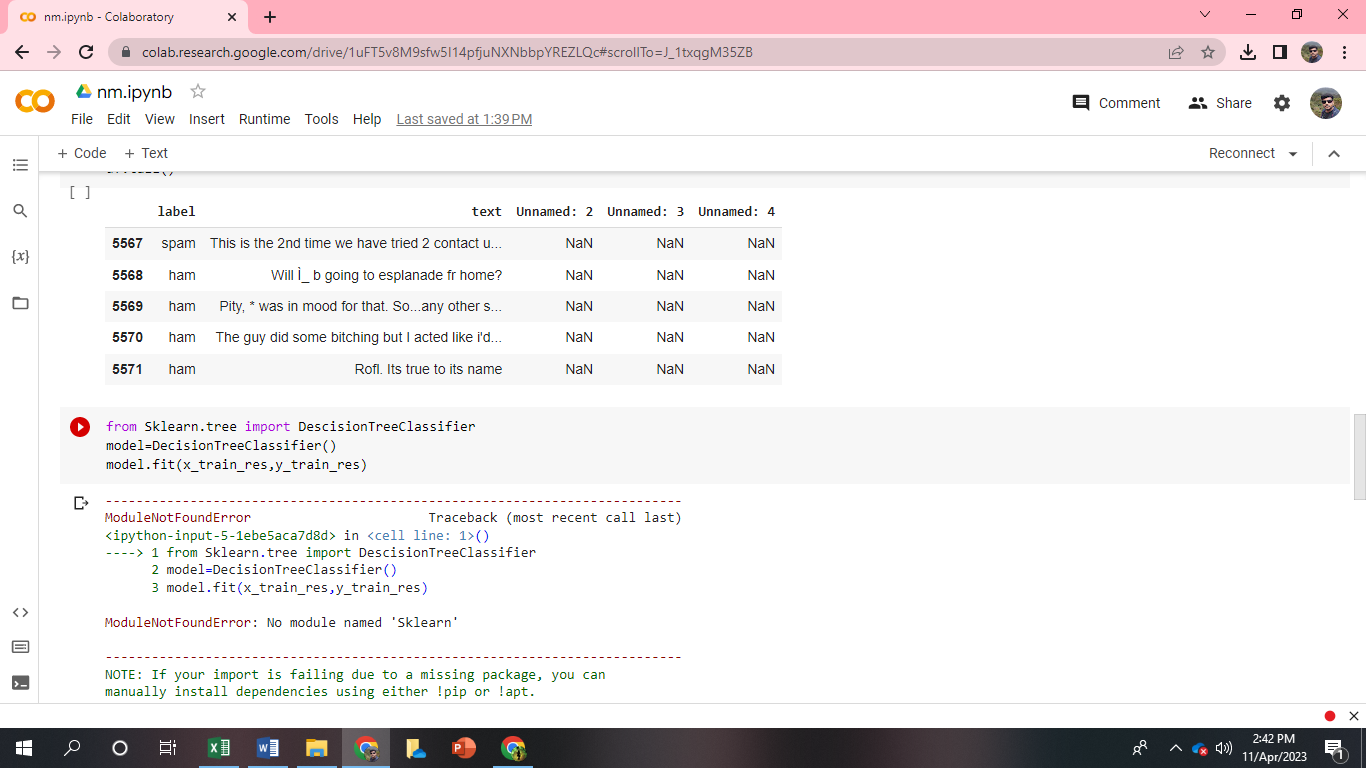 nm.ipynb - Colaboratory
colab.research.google.com/drive/1uFT5v8M9sfw5I14pfjuNXNbbpYREZLQc#scrollTo=J_1txqgM35ZB
nm.ipynb
File Edit View Insert Runtime Tools Help Last saved at 1:39 PM
Comment Share
+ Code + Text
Reconnect
[ ]
label text Unnamed: 2 Unnamed: 3 Unnamed: 4
5567 spam This is the 2nd time we have tried 2 contact u... NaN NaN NaN
5568 ham Will Ì_ b going to esplanade fr home? NaN NaN NaN
5569 ham Pity, * was in mood for that. So...any other s... NaN NaN NaN
5570 ham The guy did some bitching but I acted like i'd... NaN NaN NaN
5571 ham Rofl. Its true to its name NaN NaN NaN
from Sklearn.tree import DescisionTreeClassifier
model=DecisionTreeClassifier()
model.fit(x_train_res,y_train_res)
---------------------------------------------------------------------------
ModuleNotFoundError Traceback (most recent call last)
<ipython-input-5-1ebe5aca7d8d> in <cell line: 1>()
----> 1 from Sklearn.tree import DescisionTreeClassifier
2 model=DecisionTreeClassifier()
3 model.fit(x_train_res,y_train_res)
ModuleNotFoundError: No module named 'Sklearn'
---------------------------------------------------------------------------
NOTE: If your import is failing due to a missing package, you can
manually install dependencies using either !pip or !apt.
2:42 PM
11/Apr/2023
1